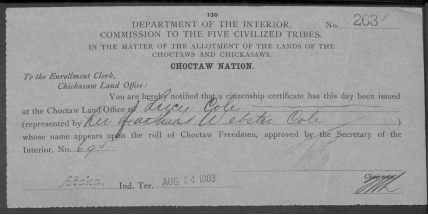 130
DEPARTMENT OF THE INTERIOR, No. 263
COMMISSION TO THE FIVE CIVILIZED TRIBES.
IN THE MATTER OF THE ALLOTMENT OF THE LANDS OF THE
CHOCTAWS AND CHICKASAWS.
CHOCTAW NATION.
To the Enrollment Clerk,
Chickasaw Land Office:
You are hereby notified that a citizenship certificate has this day been issued
at the Choctaw Land Office to Lucy Cole
(represented by her husband Webster Cole )
whose name appears upon the roll of Choctaw Freedmen, approved by the Secretary of the
Interior, No. 695
Chairman.
Atoka, Ind. Ter. AUG 24 1903